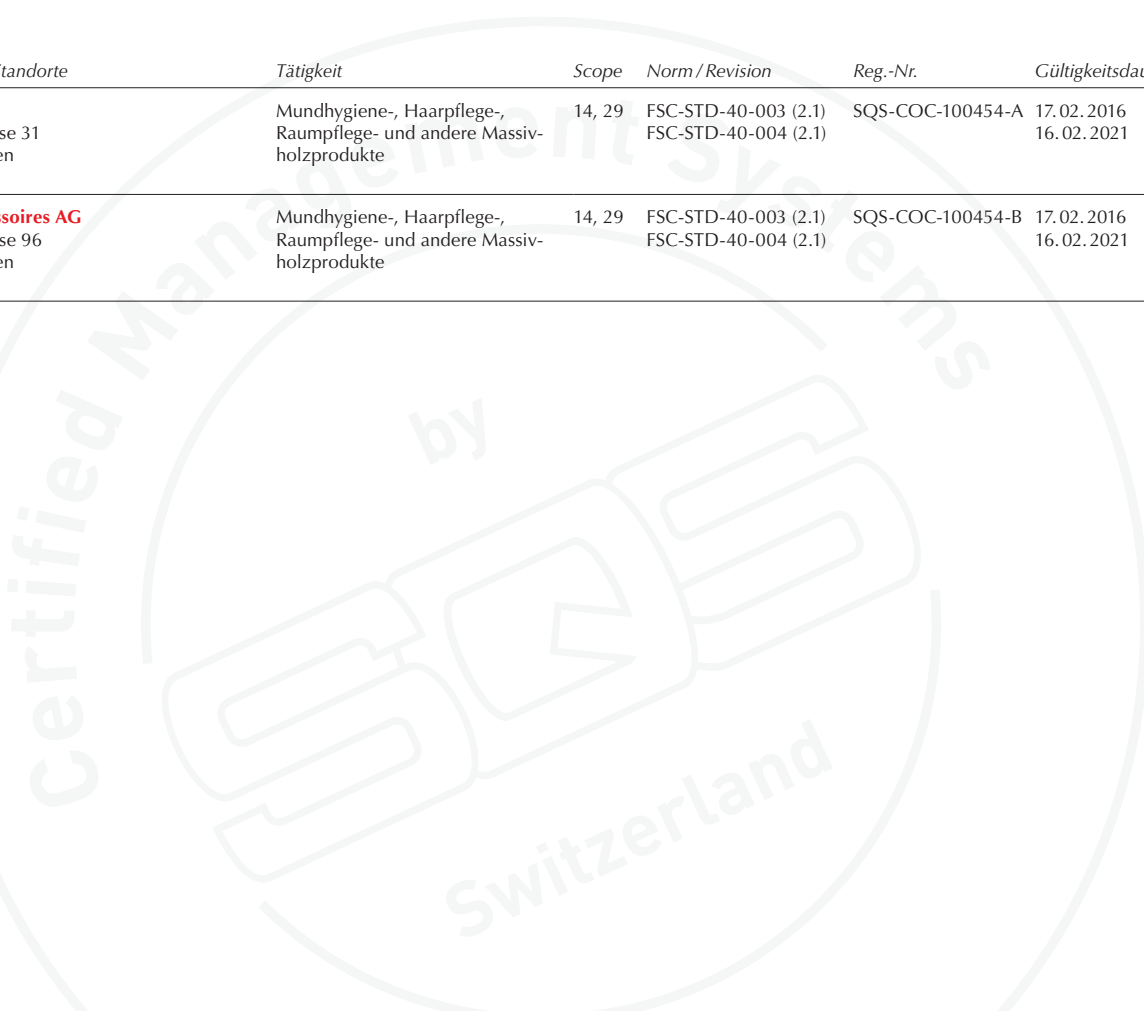 tandorte Tätigkeit Scope Norm / Revision Reg.-Nr. Gültigkeitsdau
Mundhygiene-, Haarpflege-, 14, 29 FSC-STD-40-003 (2.1) SQS-COC-100454-A 17.02.2016
se 31 Raumpflege- und andere Massiv- FSC-STD-40-004 (2.1) 16.02.2021
en holzprodukte
ssoires AG Mundhygiene-, Haarpflege-, 14, 29 FSC-STD-40-003 (2.1) SQS-COC-100454-B 17.02.2016
se 96 Raumpflege- und andere Massiv- FSC-STD-40-004 (2.1) 16.02.2021
en holzprodukte
Certified Management Systems
by
SQS
Switzerland